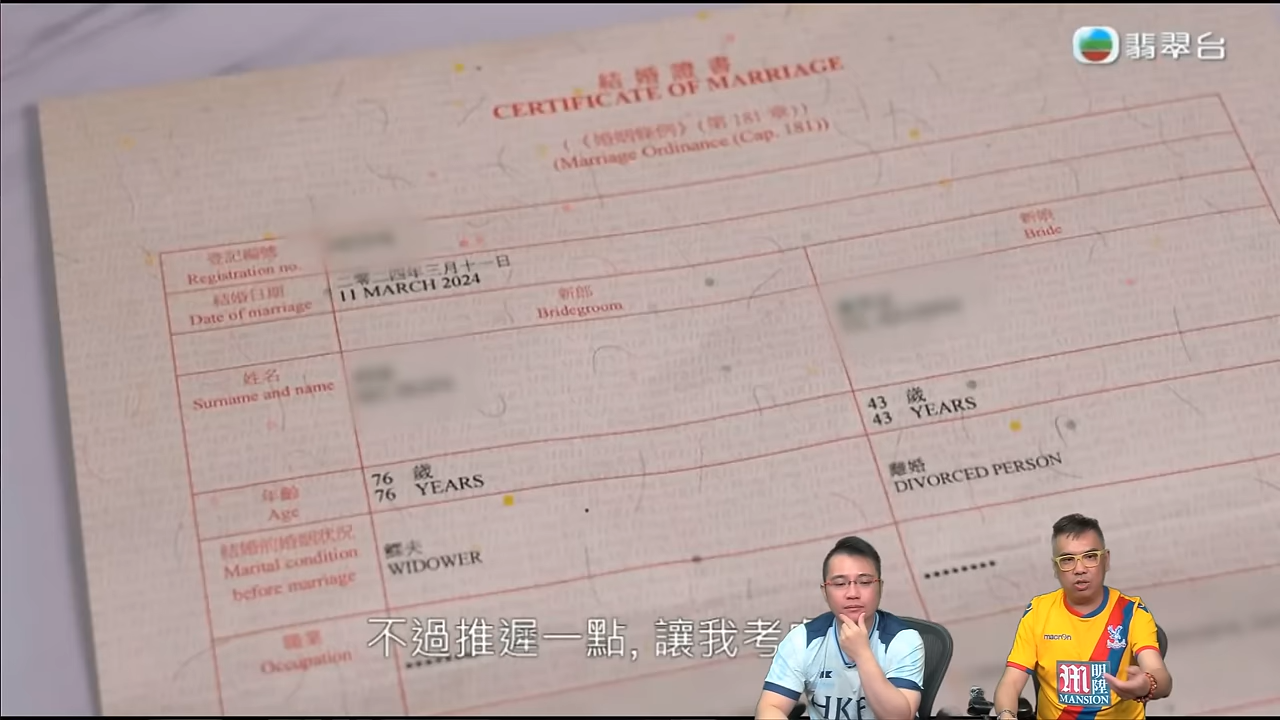 翡翠台
結婚證書
CERTIFICATE OF MARRIAGE
(《婚姻條例》(第 181 章))
(Marriage Ordinance (Cap. 181))
登記編號
Registration no.
結婚日期
Date of marriage
二零二四年三月十一日
11 MARCH 2024
新郎
Bridegroom
新娘
Bride
姓名
Surname and name
年齡
Age
76 歲
76 YEARS
43 歲
43 YEARS
結婚前婚姻狀況
Marital condition
before marriage
鰥夫
WIDOWER
離婚
DIVORCED PERSON
職業
Occupation
********
********
不過推遲一點, 讓我考
HKF
macron
M 明陞
MANSION